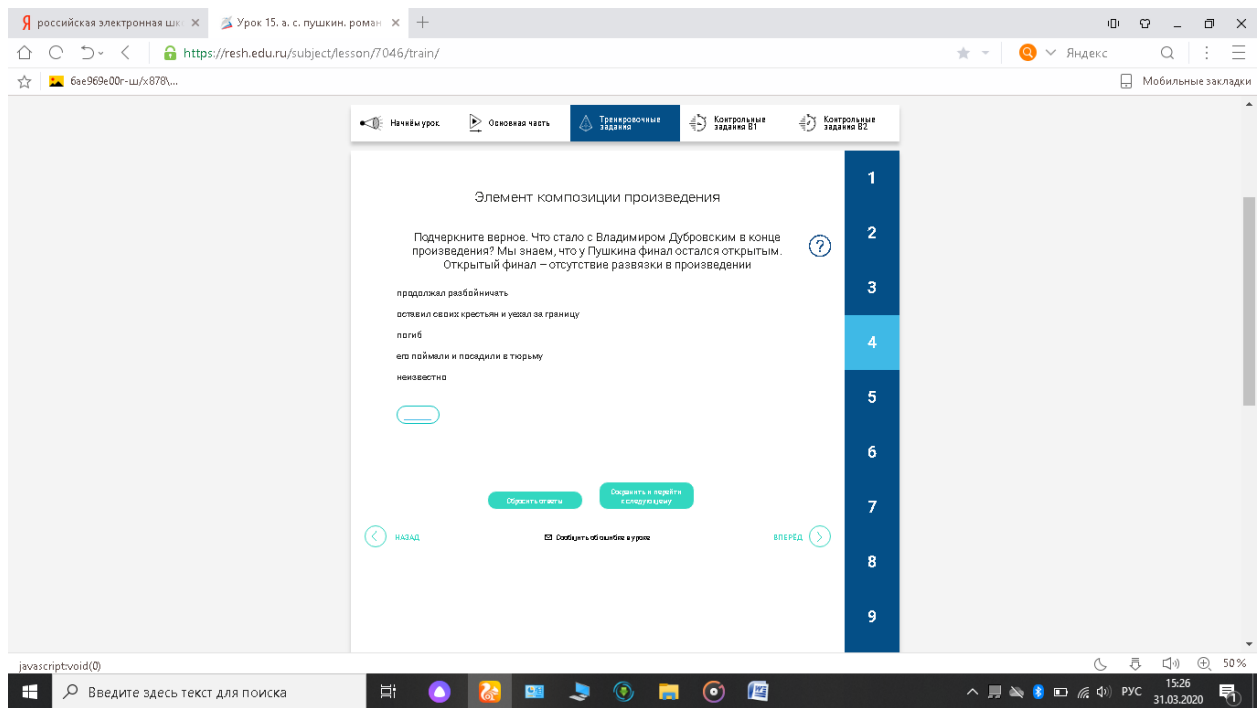 российская электронная шк
Урок 15. а. с. пушкин. роман
https://resh.edu.ru/subject/lesson/7046/train/
Яндекс
6ae969e00r-ш/x878\...
Мобильные закладки
Начнём урок
Основная часть
Тренировочные задания
Контрольные задания В1
Контрольные задания В2
Элемент композиции произведения
Подчеркните верное. Что стало с Владимиром Дубровским в конце
произведения? Мы знаем, что у Пушкина финал остался открытым.
Открытый финал – отсутствие развязки в произведении
продолжал разбойничать
оставил своих крестьян и уехал за границу
погиб
его поймали и посадили в тюрьму
неизвестно
Сбросить ответы
Сохранить и перейти
к следующему
НАЗАД
Сообщить об ошибке в уроке
ВПЕРЁД
1
2
3
4
5
6
7
8
9
javascript:void(0)
50 %
Введите здесь текст для поиска
РУС
15:26
31.03.2020